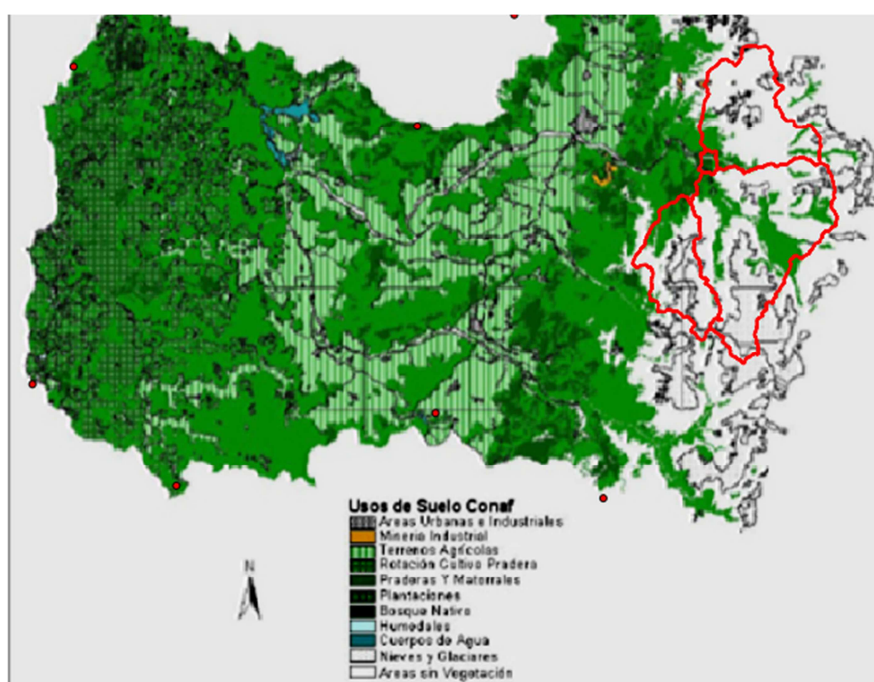 Usos de Suelo Conaf
Areas Urbanas e Industriales
Mineria Industrial
Terrenos Agrícolas
Rotación Cultivo Pradera
Praderas Y Matorrales
Plantaciones
Bosque Nativo
N
Humedales
Cuerpos de Agua
Nieves y Glaciares
Areas sin Vegetación